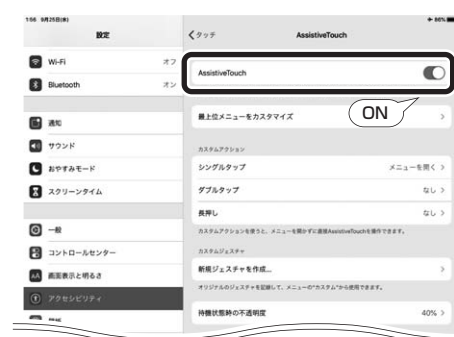 1:56 9月25日(水)
86%
設定
Wi-Fi オフ
Bluetooth オン
通知
サウンド
おやすみモード
スクリーンタイム
一般
コントロールセンター
AA 画面表示と明るさ
アクセシビリティ
タッチ AssistiveTouch
AssistiveTouch
ON
最上位メニューをカスタマイズ
カスタムアクション
シングルタップ メニューを開く
ダブルタップ なし
長押し なし
カスタムアクションを使うと、メニューを開かずに直接AssistiveTouchを操作できます。
カスタムジェスチャ
新規ジェスチャを作成...
オリジナルのジェスチャを記録して、メニューの"カスタム"から使用できます。
待機状態時の不透明度 40%